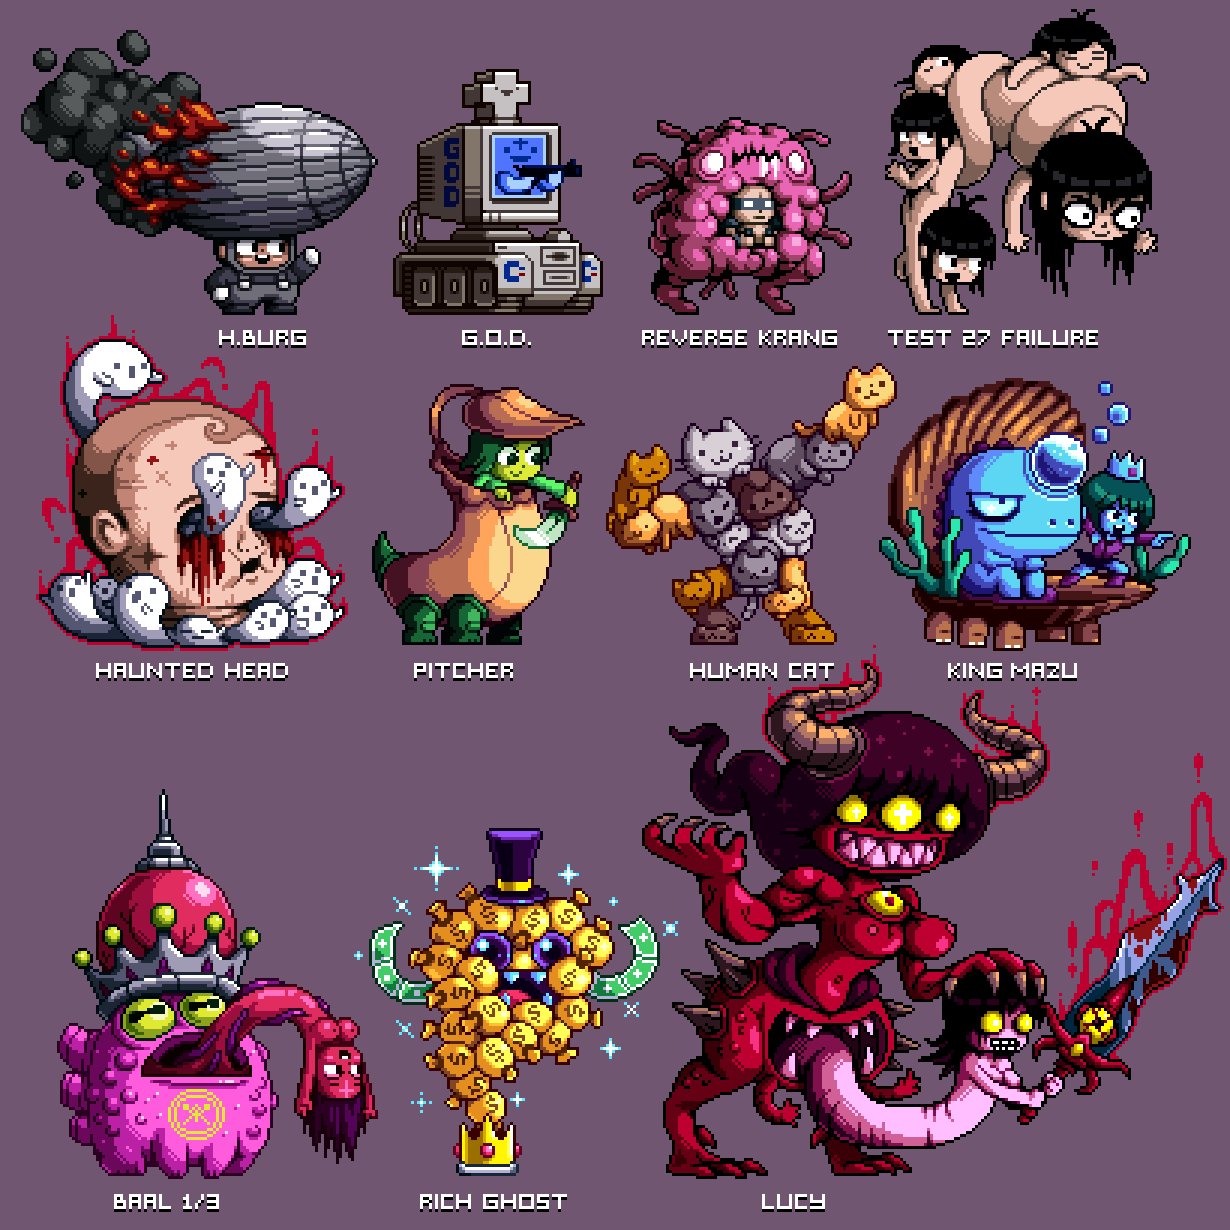 GOD
H.BURG
G.O.D.
REVERSE KRANG
TEST 27 FAILURE
HAUNTED HEAD
PITCHER
HUMAN CAT
KING MAZU
BAAL 1/3
RICH GHOST
LUCY